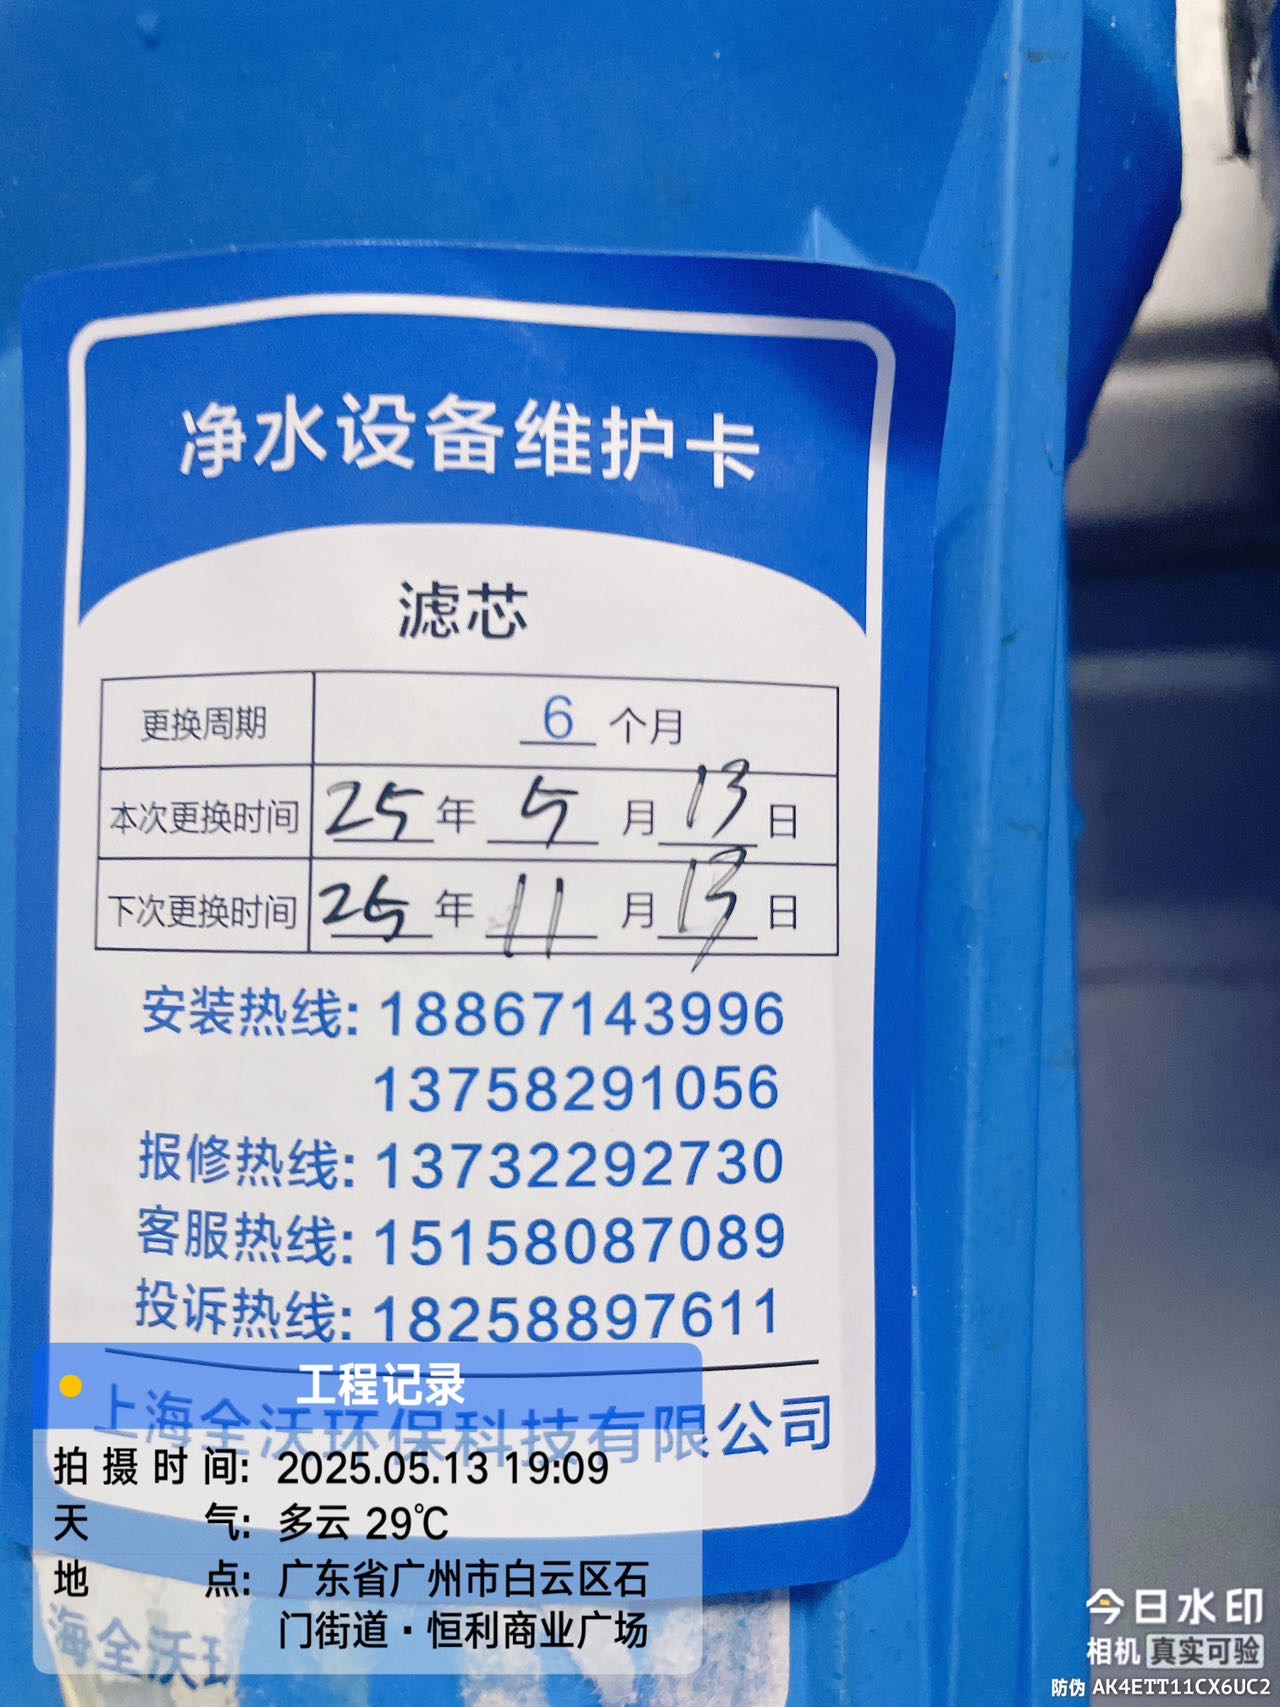 净水设备维护卡
滤芯
更换周期 6 个月
本次更换时间 25 年 5 月 13 日
下次更换时间 25 年 11 月 13 日
安装热线: 18867143996
13758291056
报修热线: 13732292730
客服热线: 15158087089
投诉热线: 18258897611
上海全沃环保科技有限公司
工程记录
拍摄时间: 2025.05.13 19:09
天气: 多云 29℃
地点: 广东省广州市白云区石
门街道·恒利商业广场
海全沃环
今日水印
相机 真实可验
防伪 AK4ETT11CX6UC2